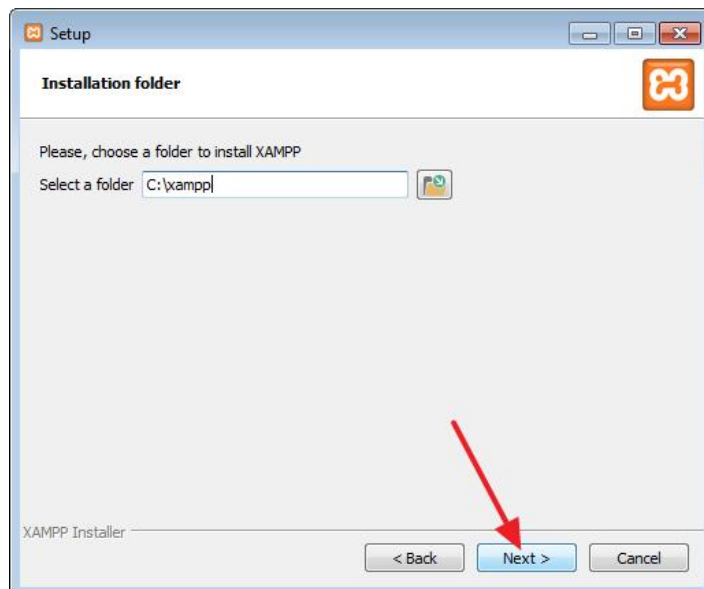 Setup
Installation folder
Please, choose a folder to install XAMPP
Select a folder C:\xampp
XAMPP Installer
< Back Next > Cancel